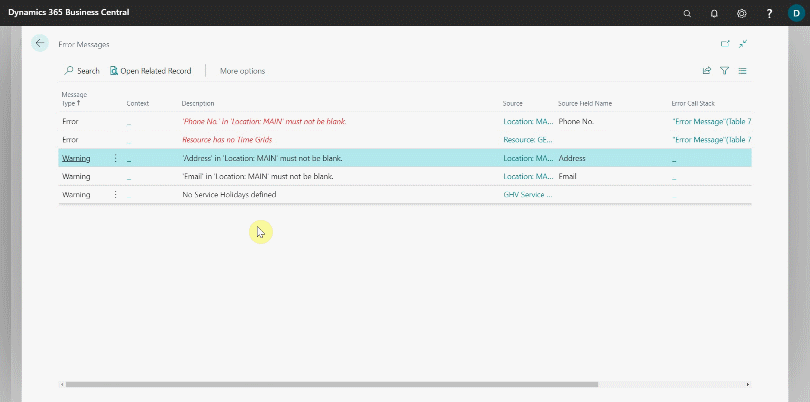 Dynamics 365 Business Central
?
D
Error Messages
Search Open Related Record More options
Message Type ↑ Context Description Source Source Field Name Error Call Stack
Error _ 'Phone No.' in 'Location: MAIN' must not be blank. Location: MA... Phone No. "Error Message"(Table 7
Error _ Resource has no Time Grids Resource: GE... "Error Message"(Table 7
Warning _ 'Address' in 'Location: MAIN' must not be blank. Location: MA... Address _
Warning _ 'Email' in 'Location: MAIN' must not be blank. Location: MA... Email _
Warning _ No Service Holidays defined GHV Service ... _